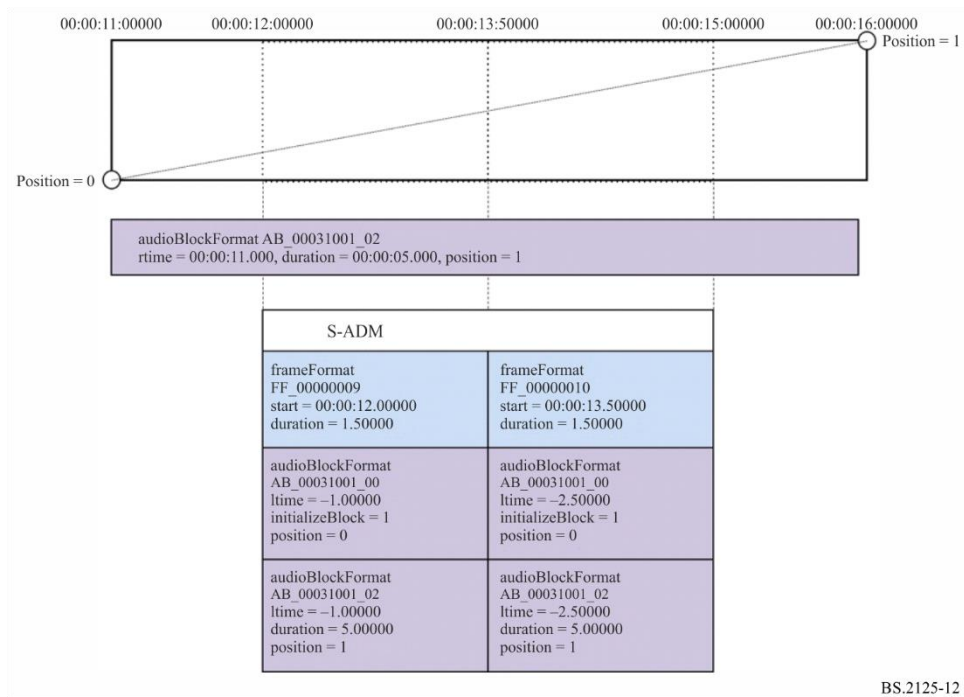 00:00:11:00000 00:00:12:00000 00:00:13:50000 00:00:15:00000 00:00:16:00000
Position = 1
Position = 0
audioBlockFormat AB_00031001_02
rtime = 00:00:11.000, duration = 00:00:05.000, position = 1
S-ADM
frameFormat
FF_00000009
start = 00:00:12.00000
duration = 1.50000
frameFormat
FF_00000010
start = 00:00:13.50000
duration = 1.50000
audioBlockFormat
AB_00031001_00
ltime = –1.00000
initializeBlock = 1
position = 0
audioBlockFormat
AB_00031001_00
ltime = –2.50000
initializeBlock = 1
position = 0
audioBlockFormat
AB_00031001_02
ltime = –1.00000
duration = 5.00000
position = 1
audioBlockFormat
AB_00031001_02
ltime = –2.50000
duration = 5.00000
position = 1
BS.2125-12